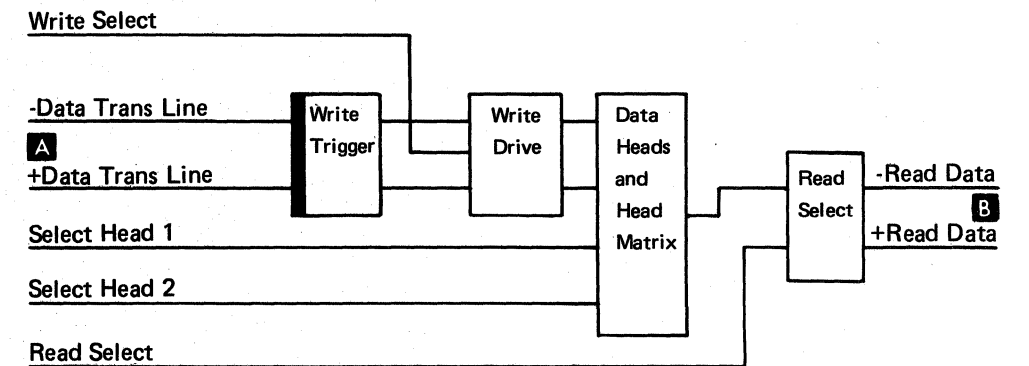 Write Select
-Data Trans Line
A
+Data Trans Line
Select Head 1
Select Head 2
Read Select
Write
Trigger
Write
Drive
Data
Heads
and
Head
Matrix
Read
Select
-Read Data
B
+Read Data